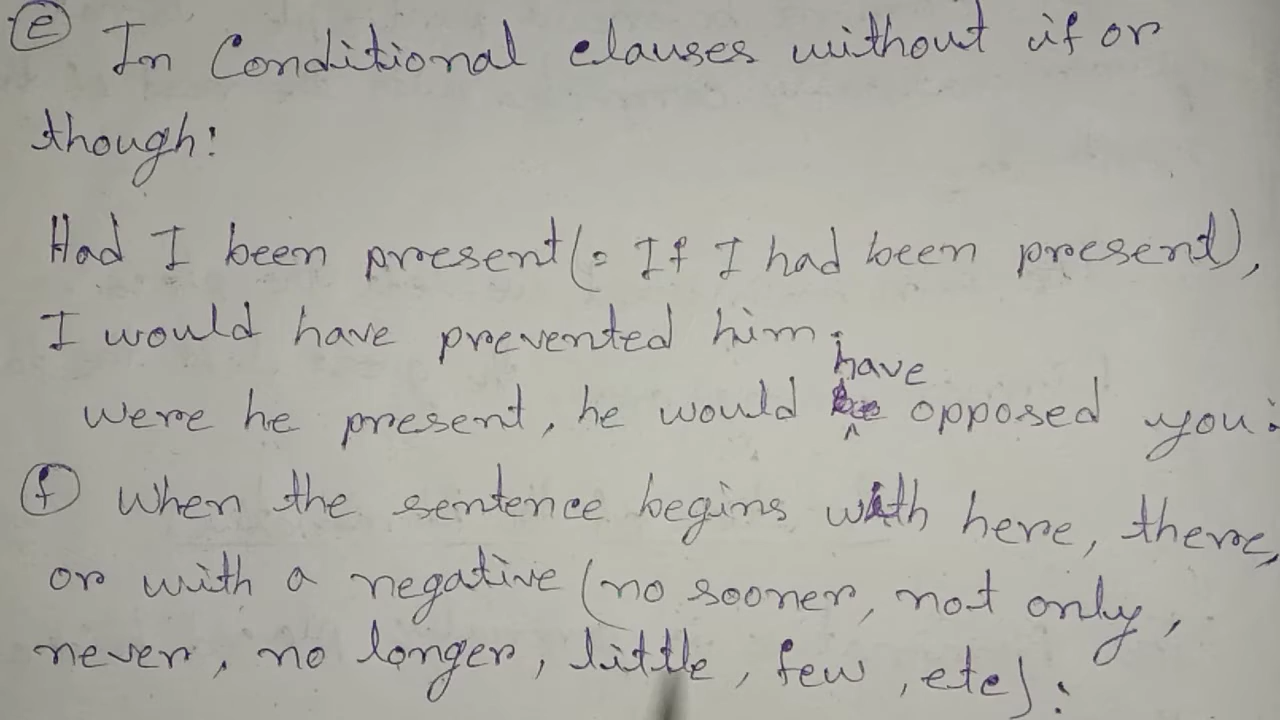 (e) In Conditional clauses without if or
though:
Had I been present (= If I had been present),
I would have prevented him.
have
were he present, he would opposed you:
(f) When the sentence begins with here, there,
or with a negative (no sooner, not only,
never, no longer, little, few, etc):